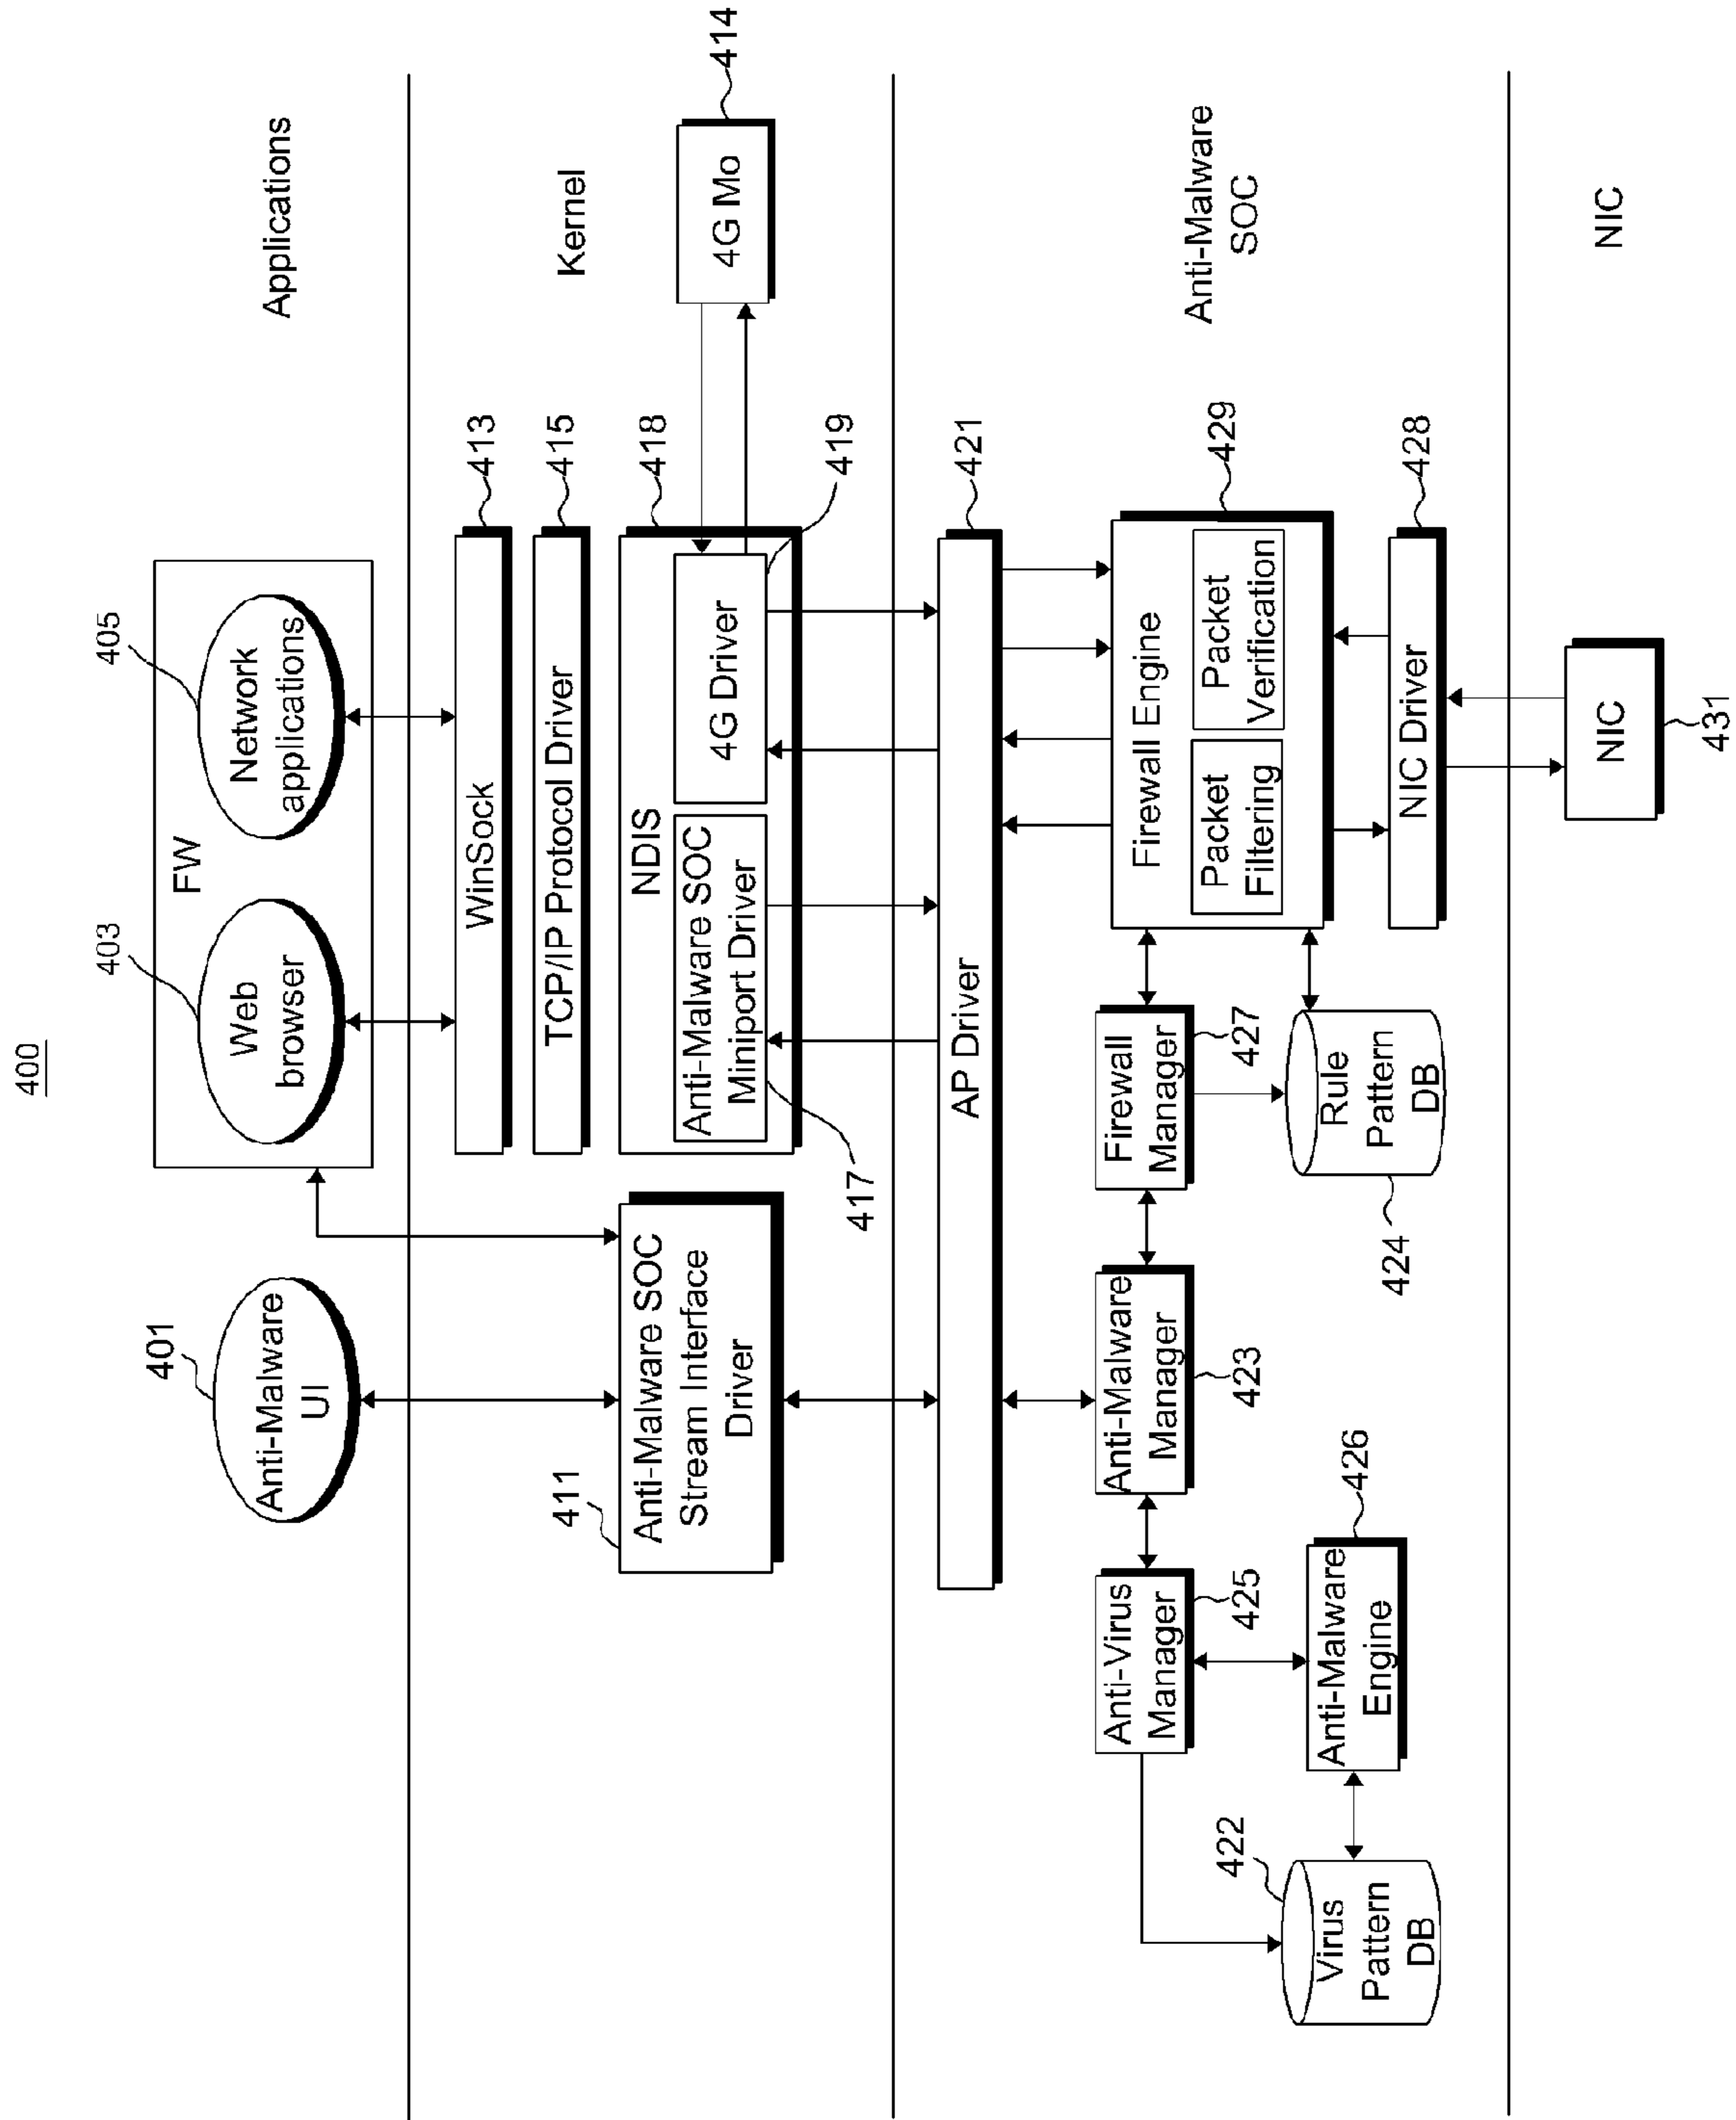 400
Applications
401
Anti-Malware
UI
403
Web
browser
FW
405
Network
applications
Kernel
411
Anti-Malware SOC
Stream Interface
Driver
WinSock
413
TCP/IP Protocol Driver
415
NDIS
418
Anti-Malware SOC
Miniport Driver
417
4G Driver
419
4G Mo
414
Anti-Malware
SOC
AP Driver
421
Anti-Virus
Manager
425
Anti-Malware
Manager
423
Firewall
Manager
427
Firewall Engine
Packet
Filtering
Packet
Verification
429
422
Virus
Pattern
DB
Anti-Malware
Engine
426
Rule
Pattern
DB
424
NIC Driver
428
NIC
NIC
431